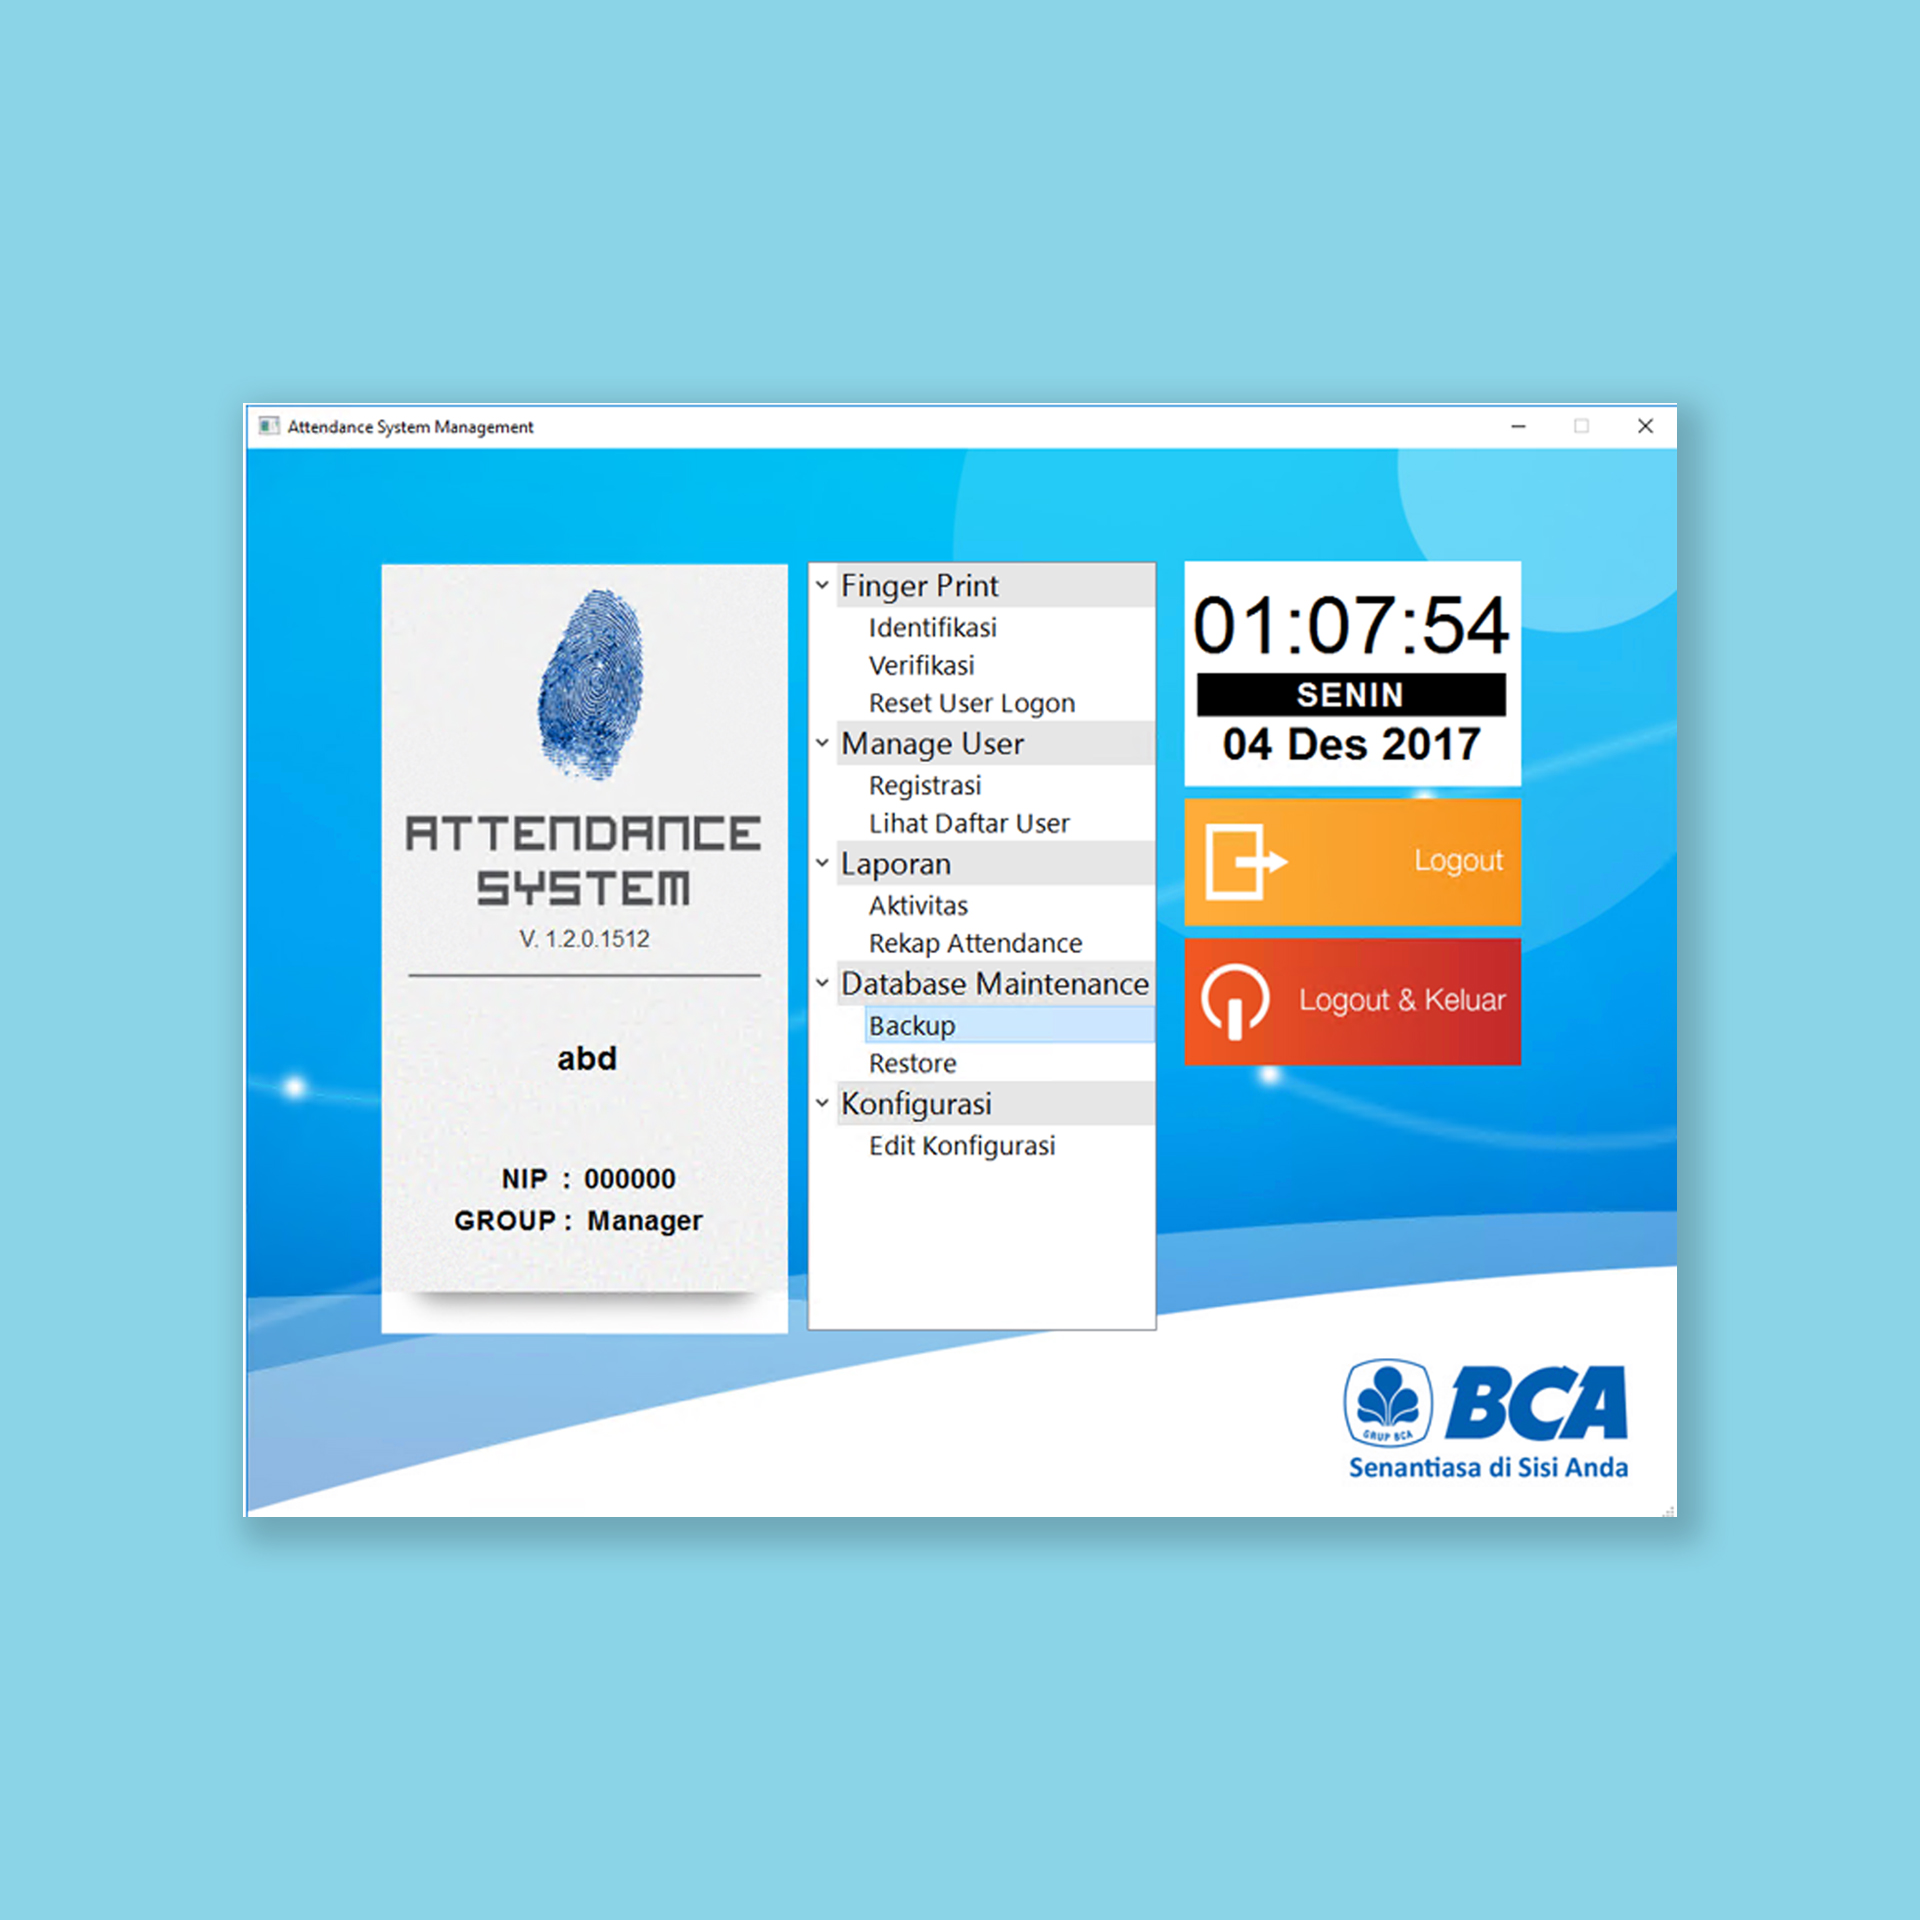 Attendance System Management
ATTENDANCE
SYSTEM
V. 1.2.0.1512
abd
NIP : 000000
GROUP : Manager
Finger Print
Identifikasi
Verifikasi
Reset User Logon
Manage User
Registrasi
Lihat Daftar User
Laporan
Aktivitas
Rekap Attendance
Database Maintenance
Backup
Restore
Konfigurasi
Edit Konfigurasi
01:07:54
SENIN
04 Des 2017
Logout
Logout & Keluar
GRUP BCA
BCA
Senantiasa di Sisi Anda